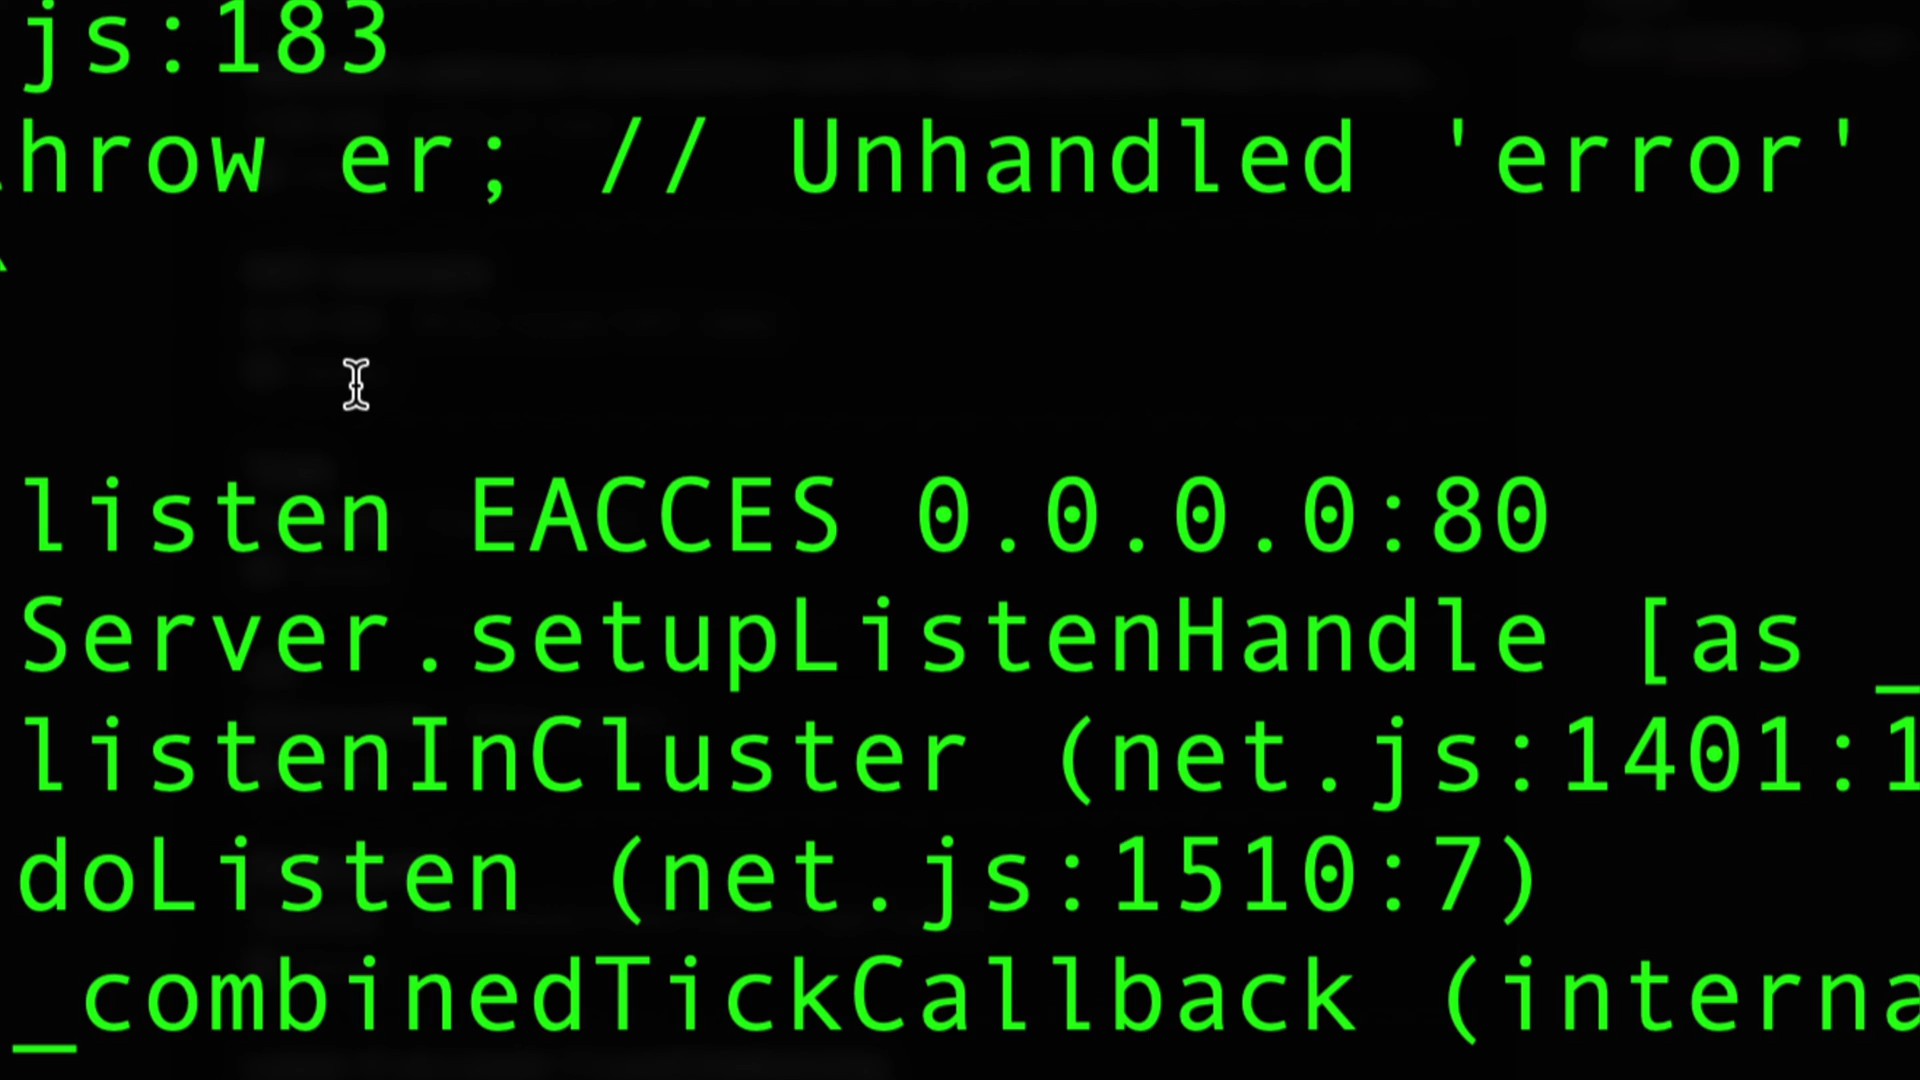 js:183
hrow er; // Unhandled 'error'
listen EACCES 0.0.0.0:80
Server.setupListenHandle [as _
listenInCluster (net.js:1401:1
doListen (net.js:1510:7)
_combinedTickCallback (interna